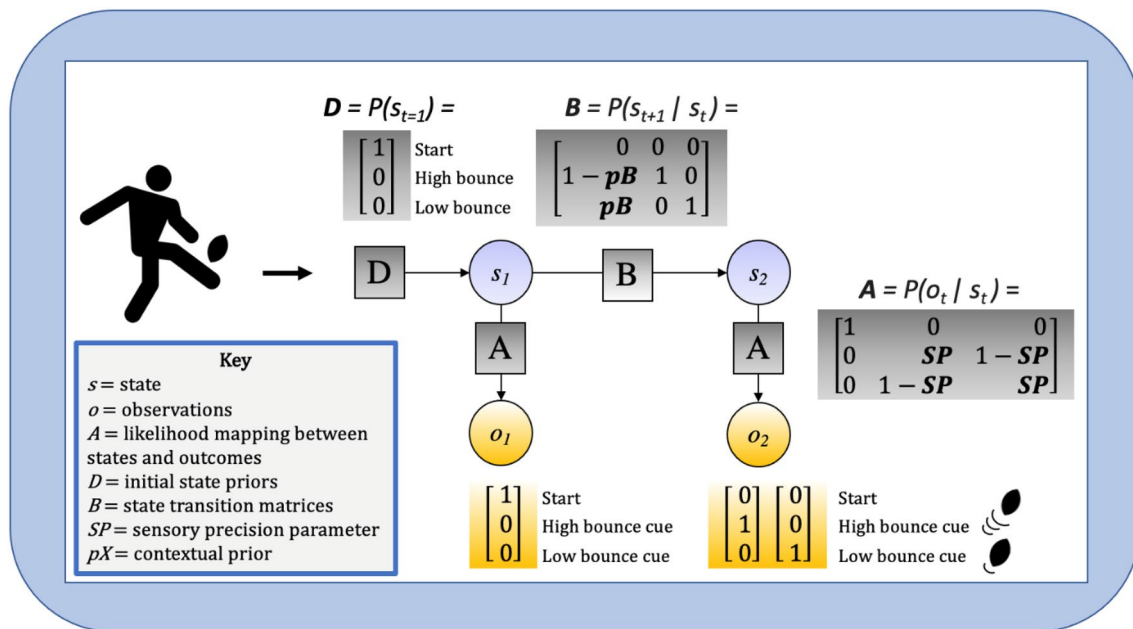 D = P(s_{t=1}) =
[1] Start
[0] High bounce
[0] Low bounce
B = P(s_{t+1} | s_t) =
[0 0 0]
[1 − pB 1 0]
[pB 0 1]
D s_1 B s_2
A = P(o_t | s_t) =
[1 0 0]
[0 SP 1 − SP]
[0 1 − SP SP]
A A
o_1 o_2
[1] Start
[0] High bounce cue
[0] Low bounce cue
[0] [0] Start
[1] [0] High bounce cue
[0] [1] Low bounce cue
Key
s = state
o = observations
A = likelihood mapping between
states and outcomes
D = initial state priors
B = state transition matrices
SP = sensory precision parameter
pX = contextual prior